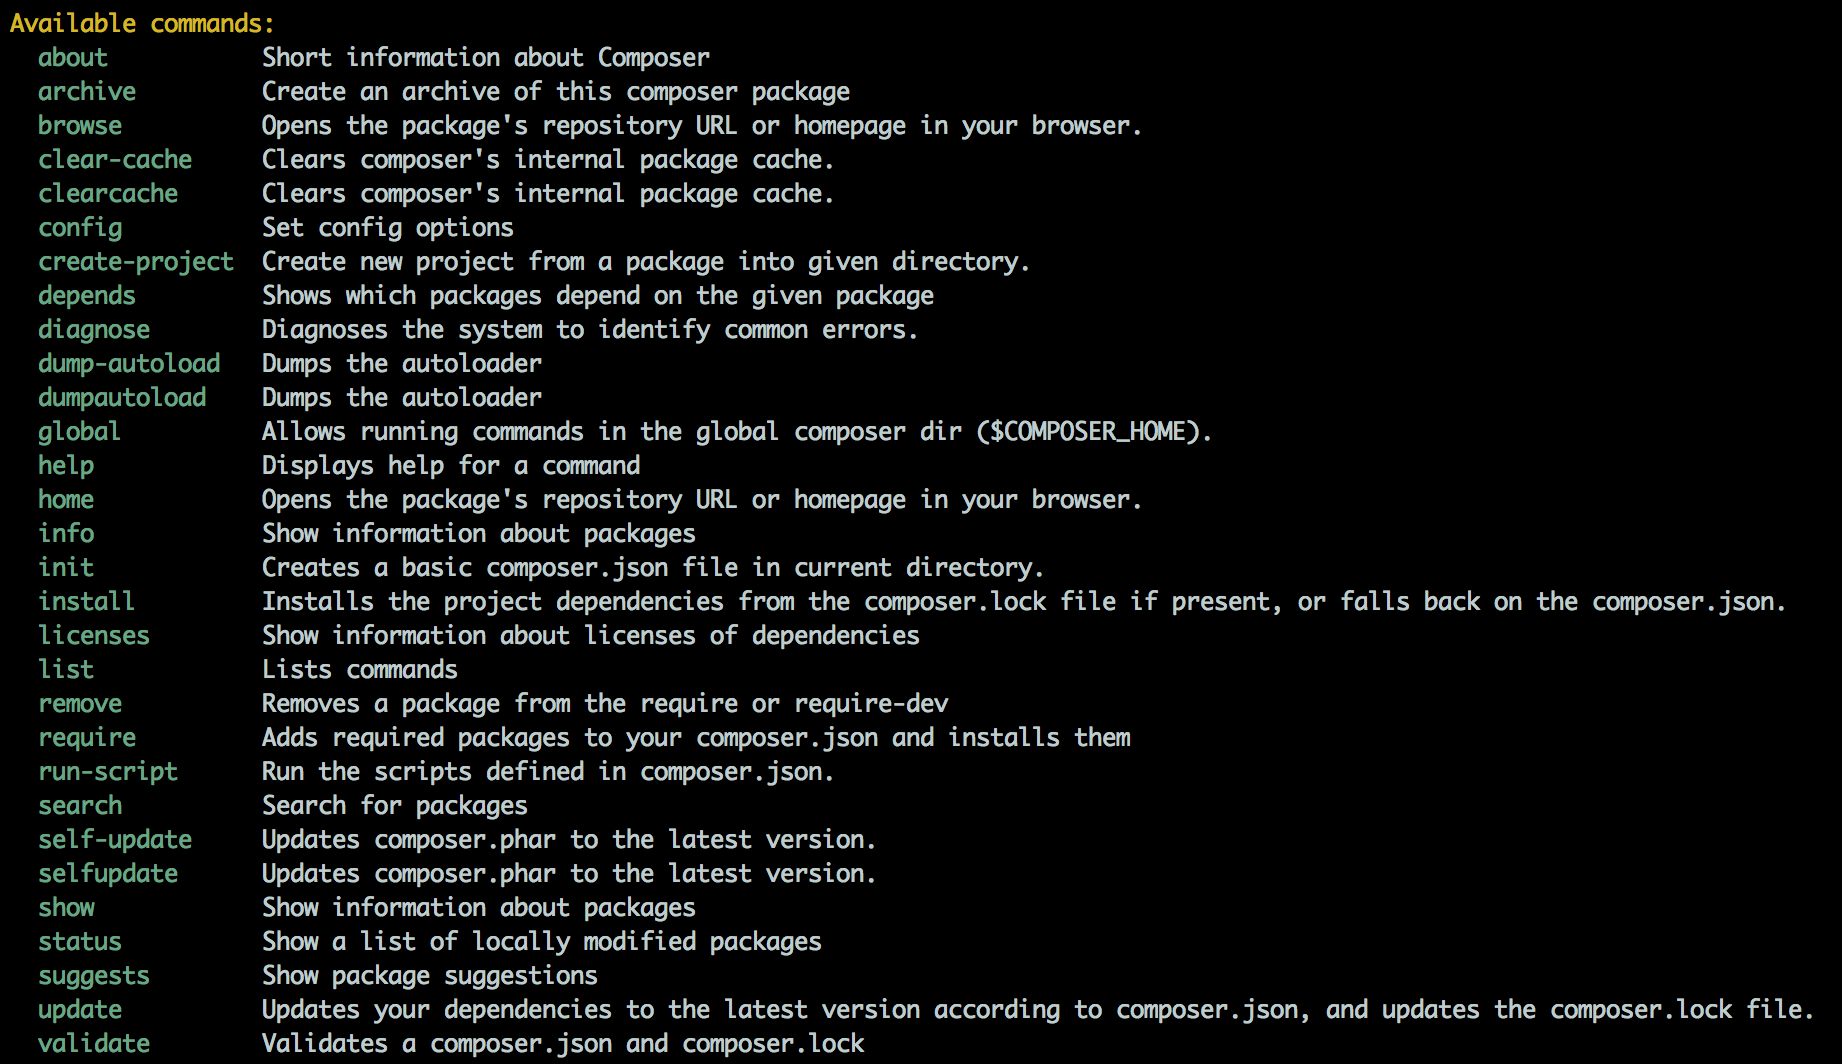 Available commands:
about Short information about Composer
archive Create an archive of this composer package
browse Opens the package's repository URL or homepage in your browser.
clear-cache Clears composer's internal package cache.
clearcache Clears composer's internal package cache.
config Set config options
create-project Create new project from a package into given directory.
depends Shows which packages depend on the given package
diagnose Diagnoses the system to identify common errors.
dump-autoload Dumps the autoloader
dumpautoload Dumps the autoloader
global Allows running commands in the global composer dir ($COMPOSER_HOME).
help Displays help for a command
home Opens the package's repository URL or homepage in your browser.
info Show information about packages
init Creates a basic composer.json file in current directory.
install Installs the project dependencies from the composer.lock file if present, or falls back on the composer.json.
licenses Show information about licenses of dependencies
list Lists commands
remove Removes a package from the require or require-dev
require Adds required packages to your composer.json and installs them
run-script Run the scripts defined in composer.json.
search Search for packages
self-update Updates composer.phar to the latest version.
selfupdate Updates composer.phar to the latest version.
show Show information about packages
status Show a list of locally modified packages
suggests Show package suggestions
update Updates your dependencies to the latest version according to composer.json, and updates the composer.lock file.
validate Validates a composer.json and composer.lock